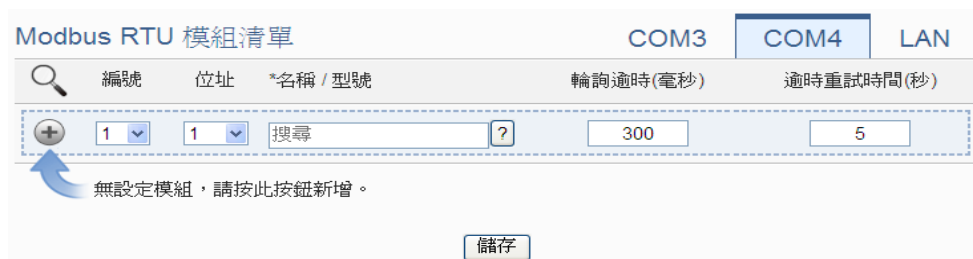 Modbus RTU 模組清單 COM3 COM4 LAN
編號 位址 *名稱 / 型號 輪詢逾時(毫秒) 逾時重試時間(秒)
1 1 搜尋 ? 300 5
無設定模組，請按此按鈕新增。
儲存